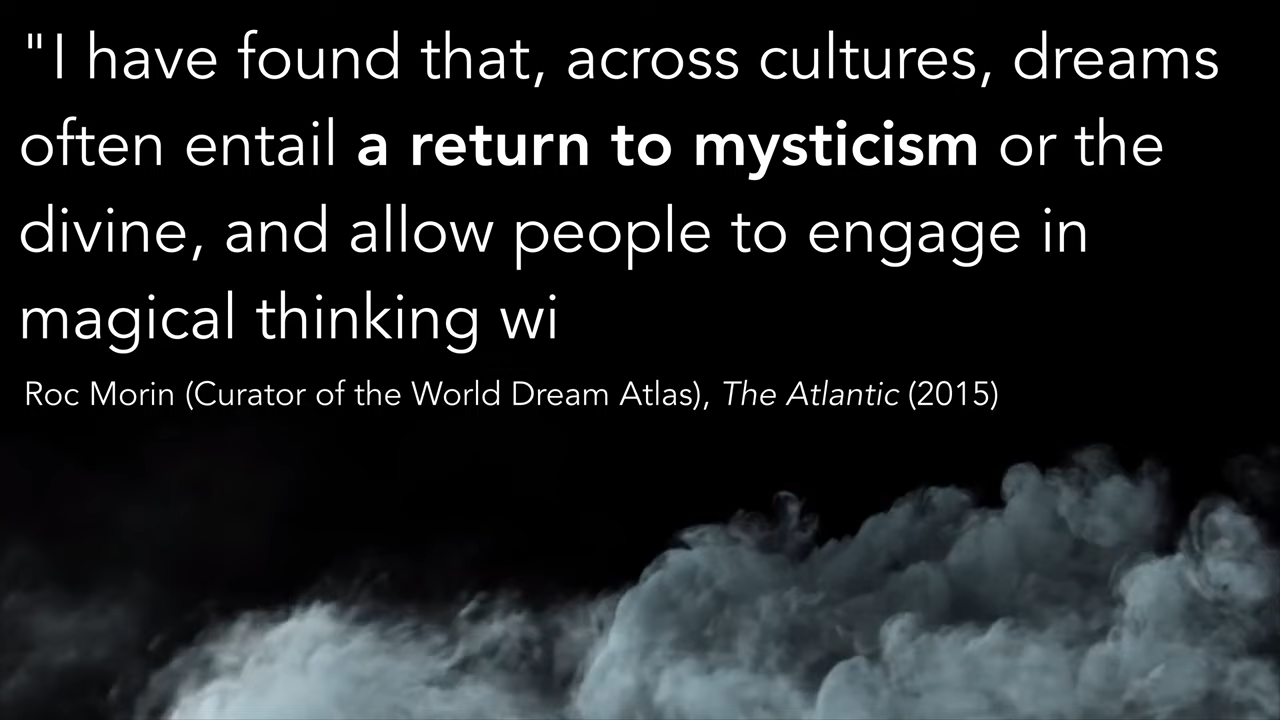 "I have found that, across cultures, dreams
often entail a return to mysticism or the
divine, and allow people to engage in
magical thinking wi
Roc Morin (Curator of the World Dream Atlas), The Atlantic (2015)